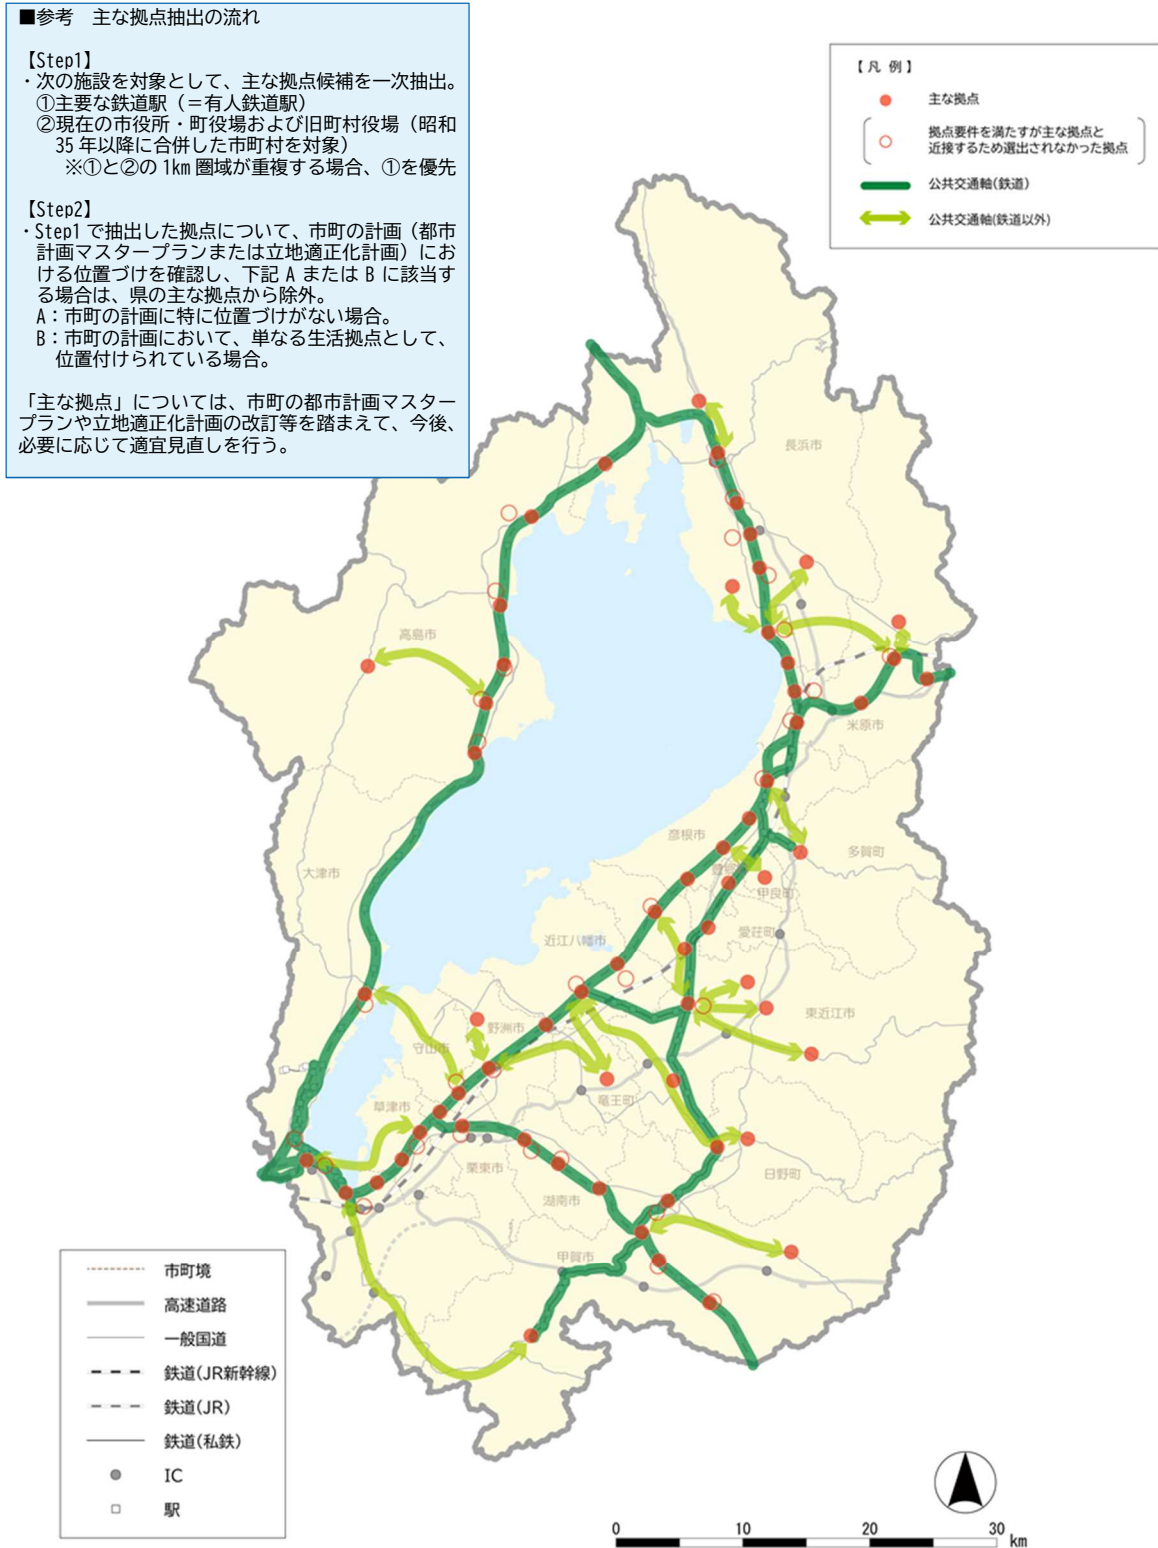 ■参考　主な拠点抽出の流れ
【Step1】
・次の施設を対象として、主な拠点候補を一次抽出。
①主要な鉄道駅（＝有人鉄道駅）
②現在の市役所・町役場および旧町村役場（昭和
35年以降に合併した市町村を対象）
※①と②の1km圏域が重複する場合、①を優先
【Step2】
・Step1で抽出した拠点について、市町の計画（都市
計画マスタープランまたは立地適正化計画）にお
ける位置づけを確認し、下記AまたはBに該当す
る場合は、県の主な拠点から除外。
A：市町の計画に特に位置づけがない場合。
B：市町の計画において、単なる生活拠点として、
位置付けられている場合。
「主な拠点」については、市町の都市計画マスター
プランや立地適正化計画の改訂等を踏まえて、今後、
必要に応じて適宜見直しを行う。
【凡 例】
主な拠点
拠点要件を満たすが主な拠点と
近接するため選出されなかった拠点
公共交通軸(鉄道)
公共交通軸(鉄道以外)
長浜市
高島市
米原市
彦根市
多賀町
大津市
甲良町
愛荘町
近江八幡市
東近江市
野洲市
守山市
竜王町
草津市
栗東市
日野町
湖南市
甲賀市
市町境
高速道路
一般国道
鉄道(JR新幹線)
鉄道(JR)
鉄道(私鉄)
IC
駅
0 10 20 30
km